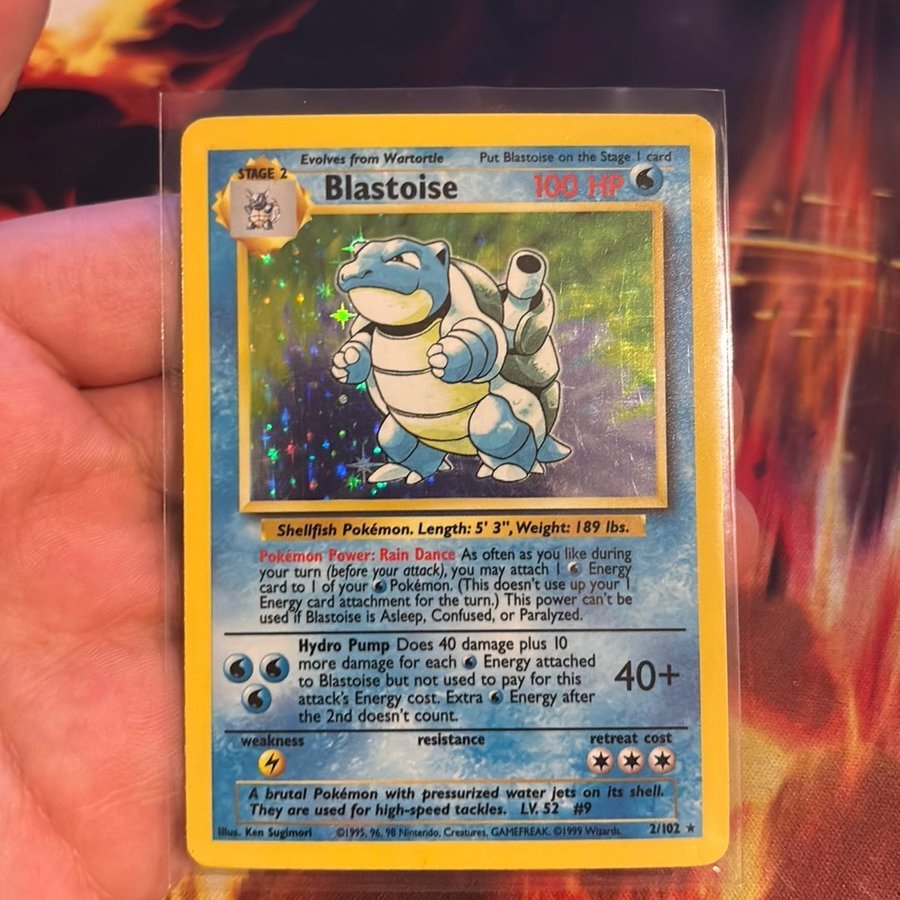 Evolves from Wartortle Put Blastoise on the Stage 1 card
STAGE 2
Blastoise 100 HP
Shellfish Pokémon. Length: 5' 3", Weight: 189 lbs.
Pokémon Power: Rain Dance As often as you like during
your turn (before your attack), you may attach 1 Energy
card to 1 of your Pokémon. (This doesn't use up your 1
Energy card attachment for the turn.) This power can't be
used if Blastoise is Asleep, Confused, or Paralyzed.
Hydro Pump Does 40 damage plus 10
more damage for each Energy attached
to Blastoise but not used to pay for this
attack's Energy cost. Extra Energy after
the 2nd doesn't count.
40+
weakness resistance retreat cost
A brutal Pokémon with pressurized water jets on its shell.
They are used for high-speed tackles. LV. 52 #9
Illus. Ken Sugimori ©1995, 96, 98 Nintendo, Creatures, GAMEFREAK. ©1999 Wizards. 2/102 ★